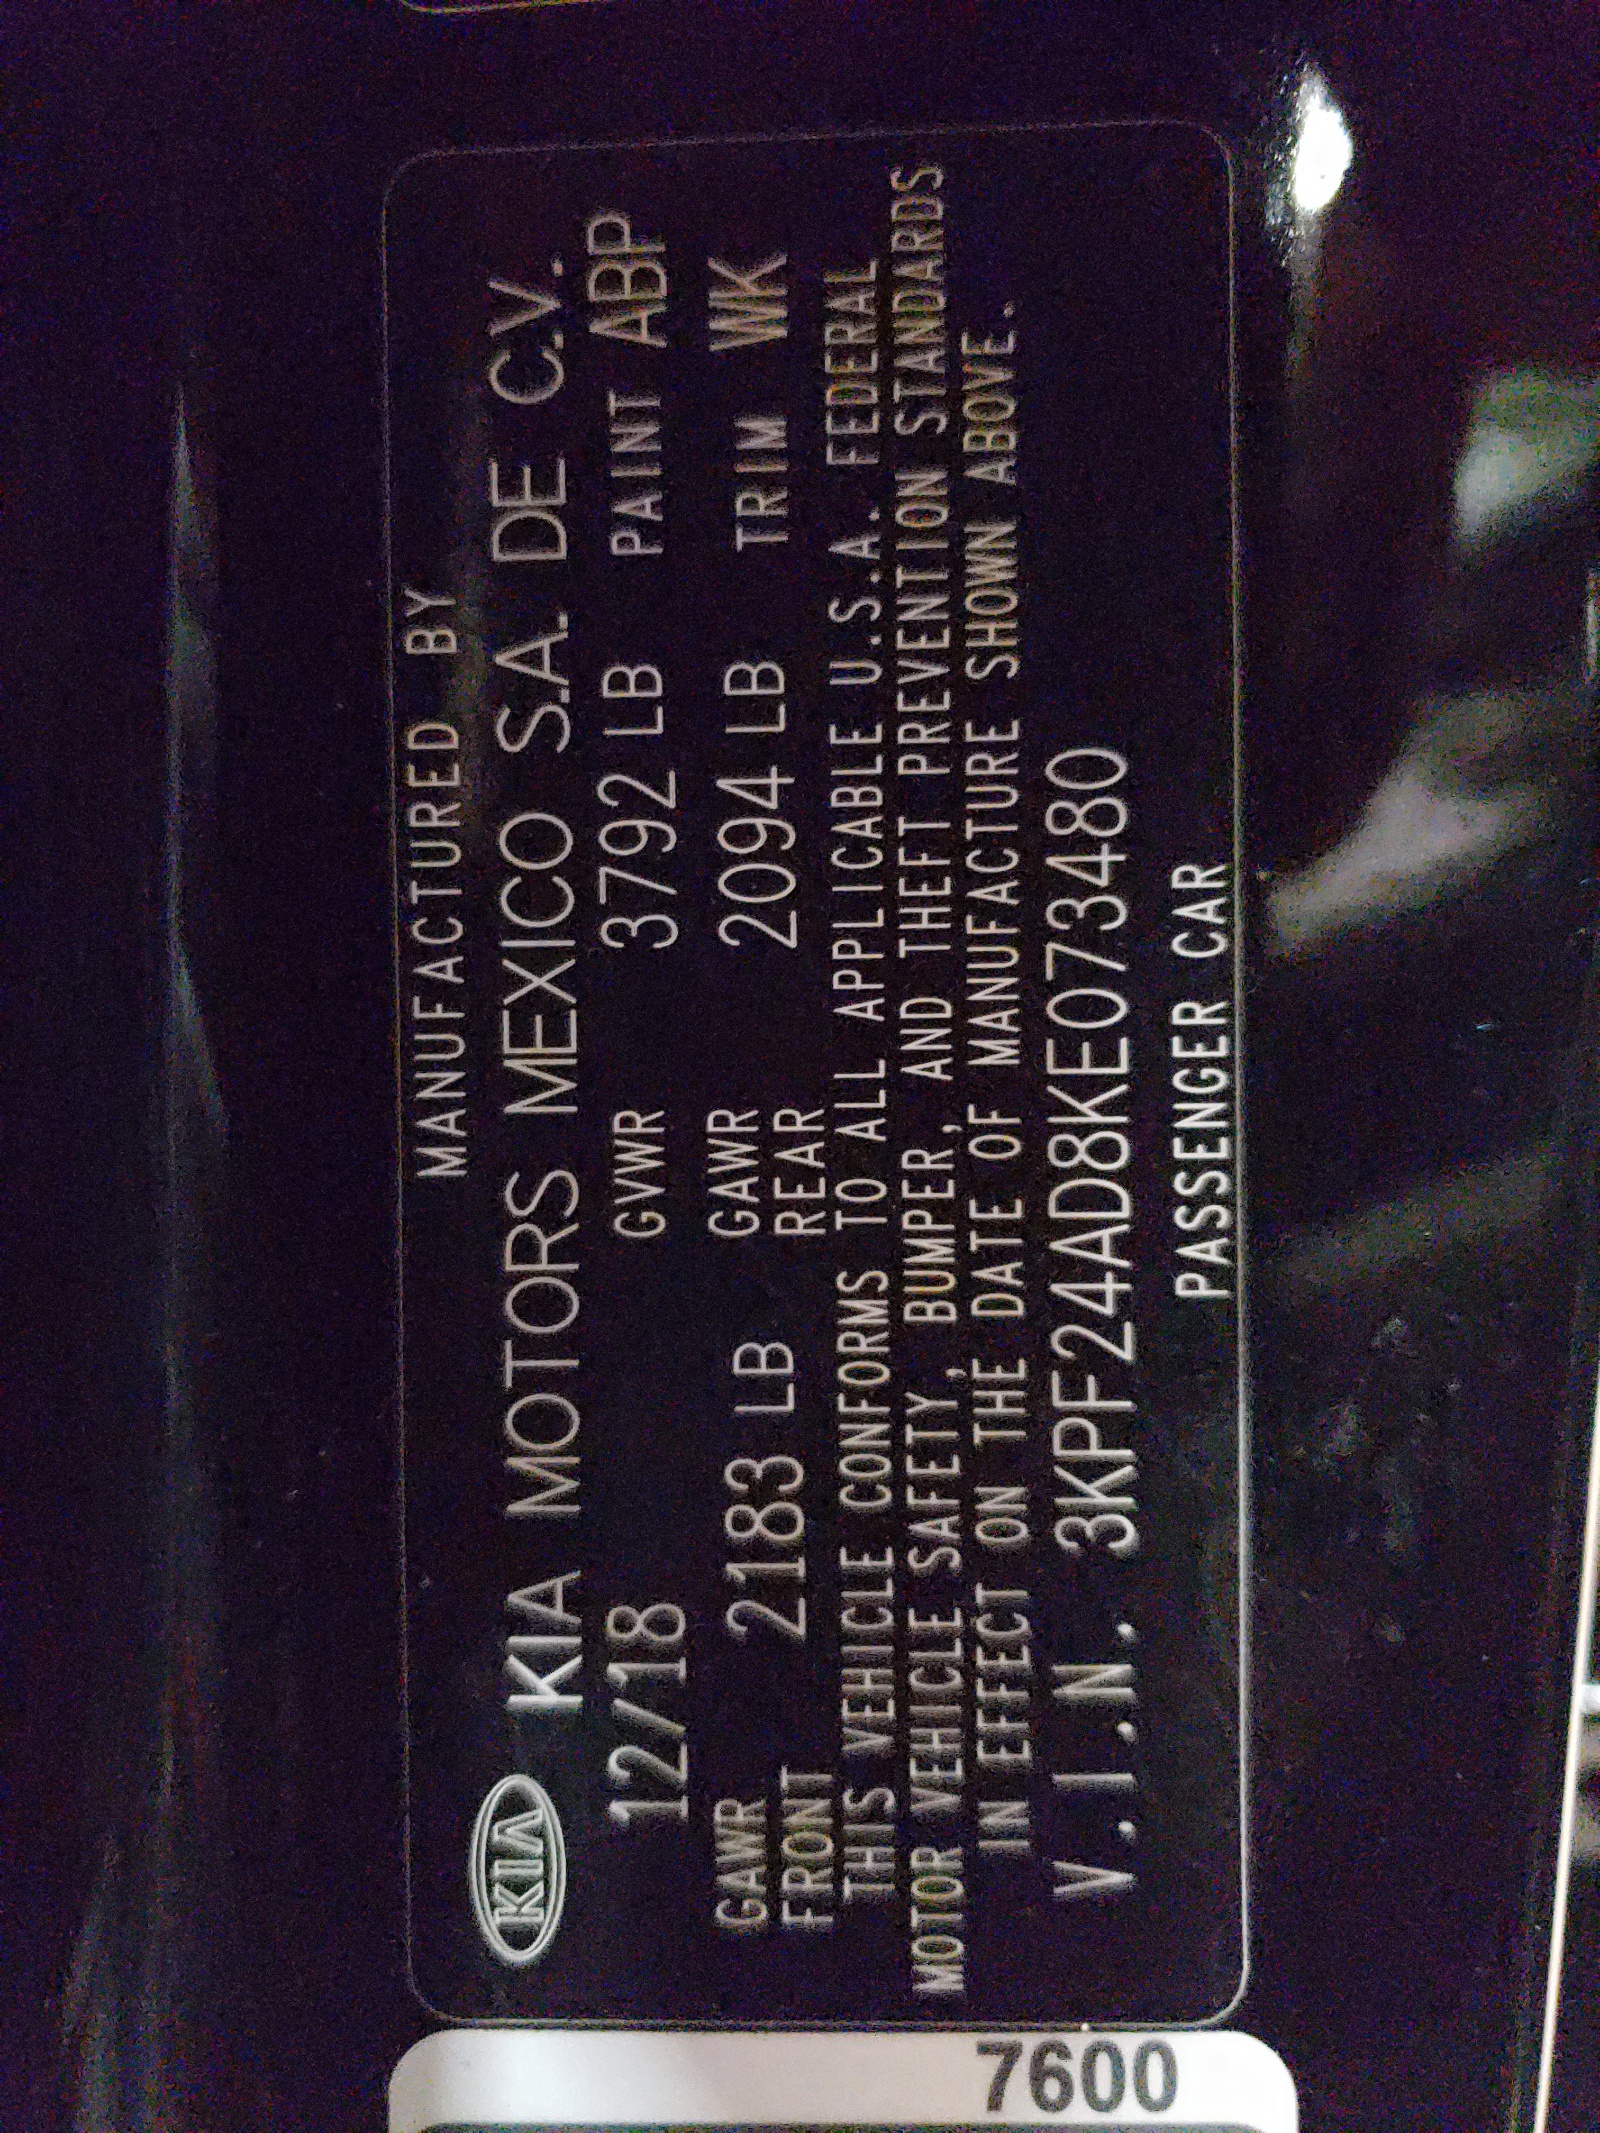 MANUFACTURED BY
KIA KIA MOTORS MEXICO S.A. DE C.V.
12/18 GVWR 3792 LB PAINT ABP
GAWR FRONT 2183 LB GAWR REAR 2094 LB TRIM WK
THIS VEHICLE CONFORMS TO ALL APPLICABLE U.S.A. FEDERAL
MOTOR VEHICLE SAFETY, BUMPER, AND THEFT PREVENTION STANDARDS
IN EFFECT ON THE DATE OF MANUFACTURE SHOWN ABOVE.
V.I.N. 3KPF24AD8KE073480
PASSENGER CAR
7600